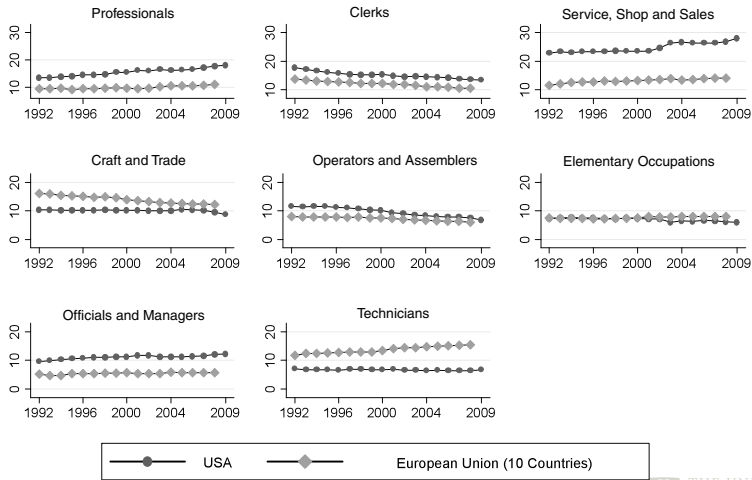 Professionals
Clerks
Service, Shop and Sales
30
20
10
1992 1996 2000 2004 2009
30
20
10
1992 1996 2000 2004 2009
30
20
10
1992 1996 2000 2004 2009
Craft and Trade
Operators and Assemblers
Elementary Occupations
20
10
0
1992 1996 2000 2004 2009
20
10
0
1992 1996 2000 2004 2009
20
10
0
1992 1996 2000 2004 2009
Officials and Managers
Technicians
20
10
0
1992 1996 2000 2004 2009
20
10
0
1992 1996 2000 2004 2009
USA
European Union (10 Countries)